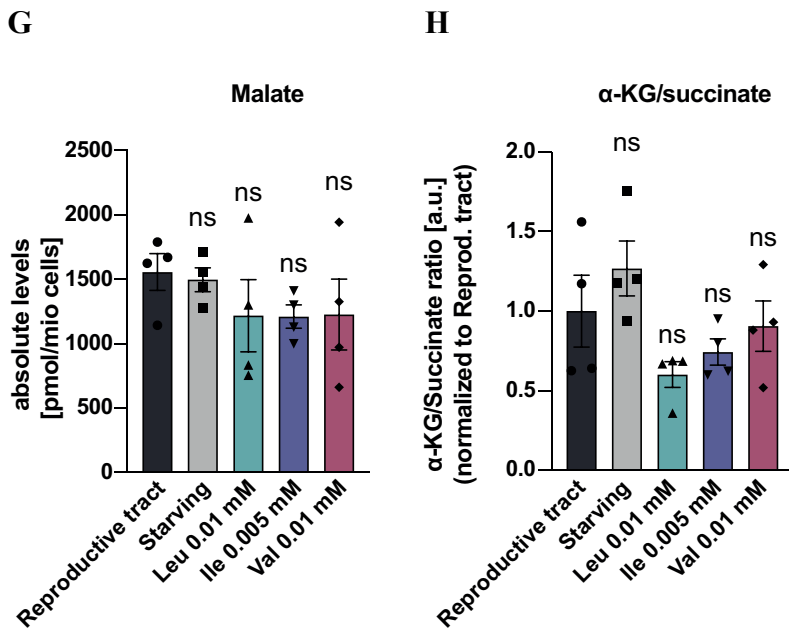 G
Malate
absolute levels
[pmol/mio cells]
2500
2000
1500
1000
500
0
ns
ns
ns
ns
Reproductive tract
Starving
Leu 0.01 mM
Ile 0.005 mM
Val 0.01 mM
H
α-KG/succinate
α-KG/Succinate ratio [a.u.]
(normalized to Reprod. tract)
2.0
1.5
1.0
0.5
0.0
ns
ns
ns
ns
Reproductive tract
Starving
Leu 0.01 mM
Ile 0.005 mM
Val 0.01 mM